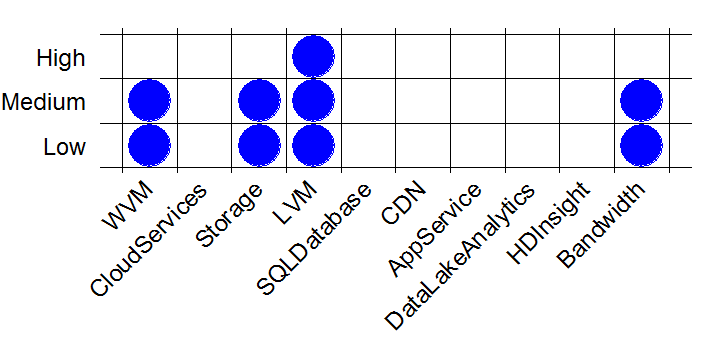 High
Medium
Low
WVM
CloudServices
Storage
LVM
SQLDatabase
CDN
AppService
DataLakeAnalytics
HDInsight
Bandwidth